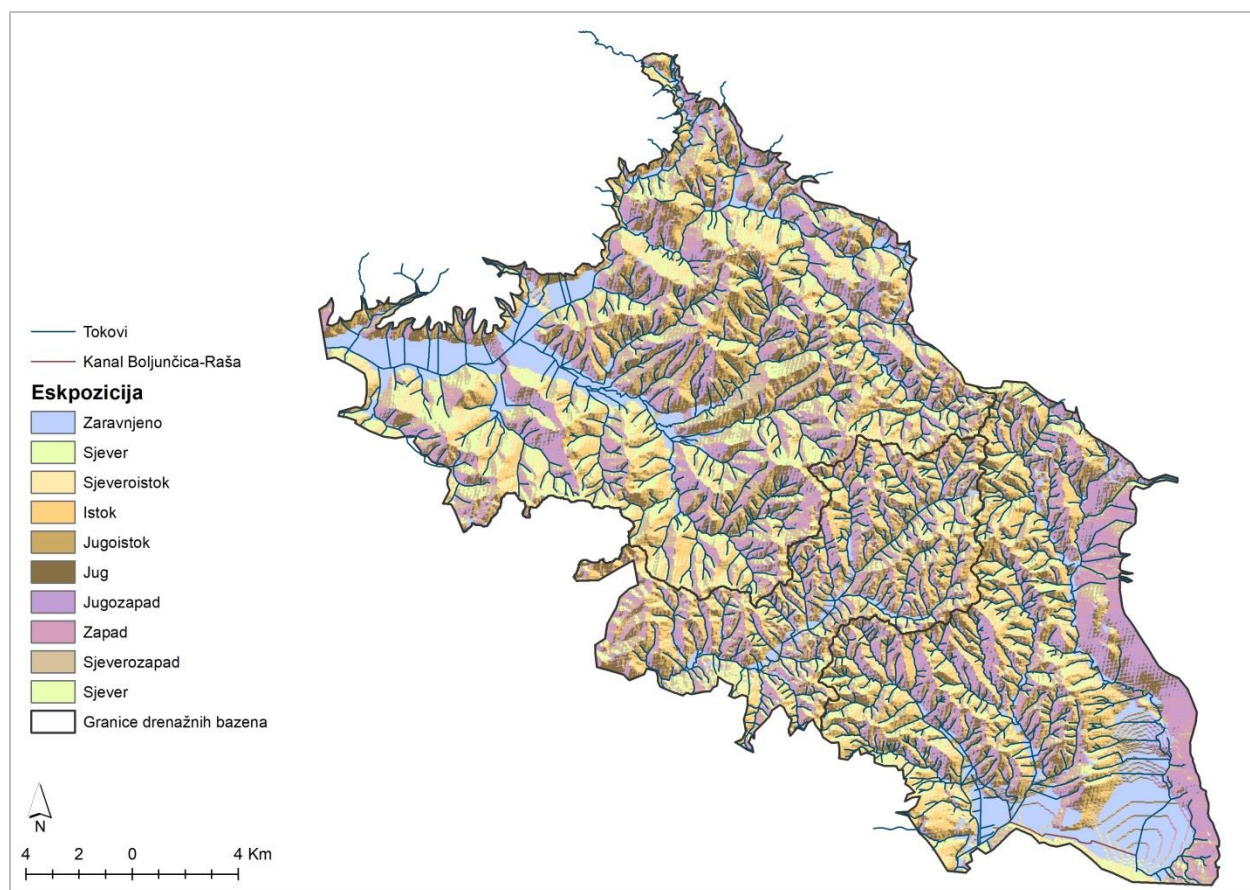 Tokovi
Kanal Boljunčica-Raša
Eskpozicija
Zaravnjeno
Sjever
Sjeveroistok
Istok
Jugoistok
Jug
Jugozapad
Zapad
Sjeverozapad
Sjever
Granice drenažnih bazena
N
4 2 0 4 Km